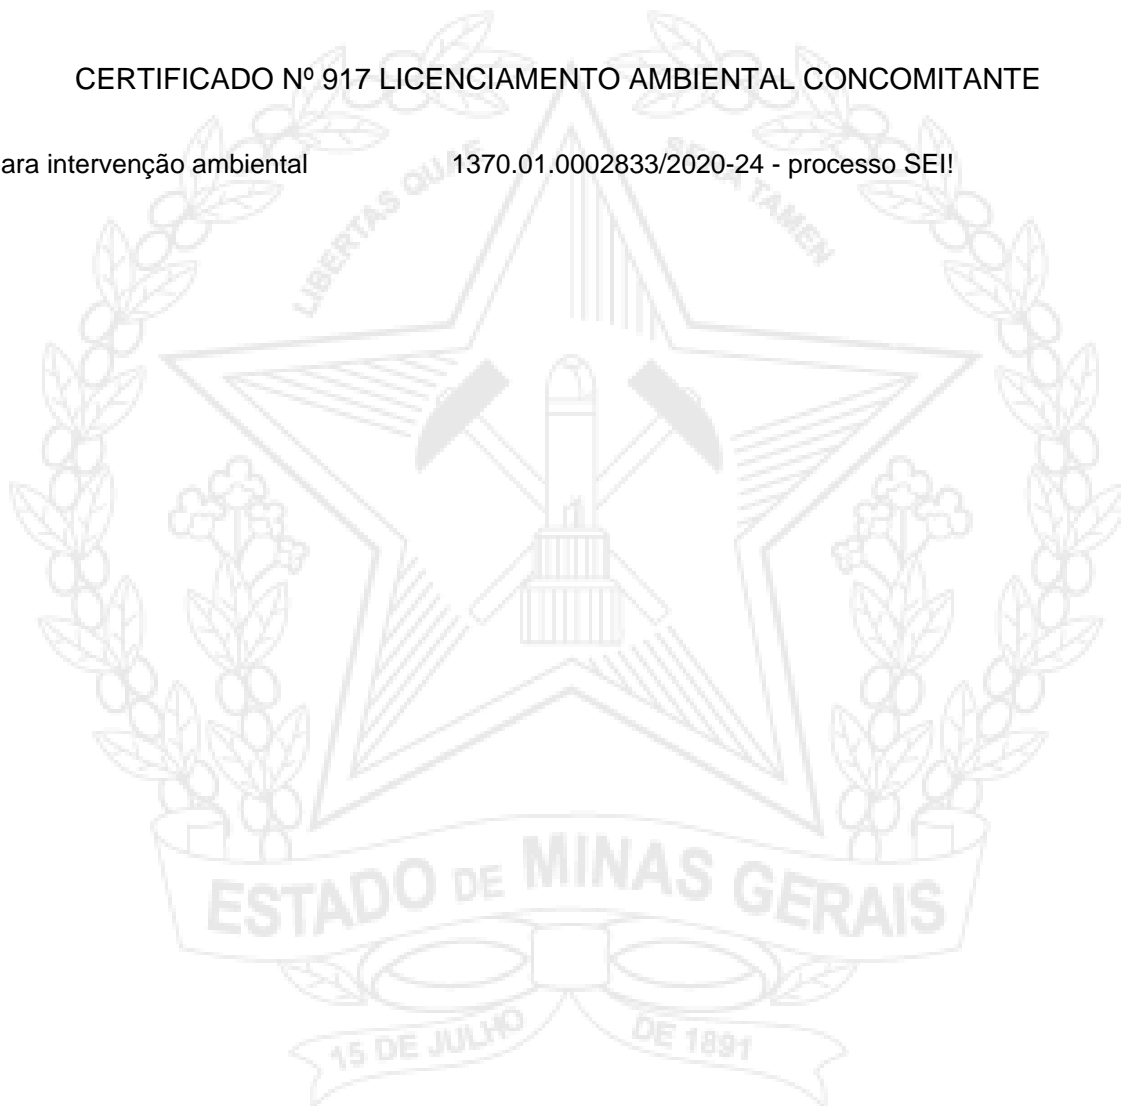 CERTIFICADO Nº 917 LICENCIAMENTO AMBIENTAL CONCOMITANTE
ara intervenção ambiental 1370.01.0002833/2020-24 - processo SEI!
LIBERTAS QUAE SERA TAMEN
ESTADO DE MINAS GERAIS
15 DE JULHO DE 1891